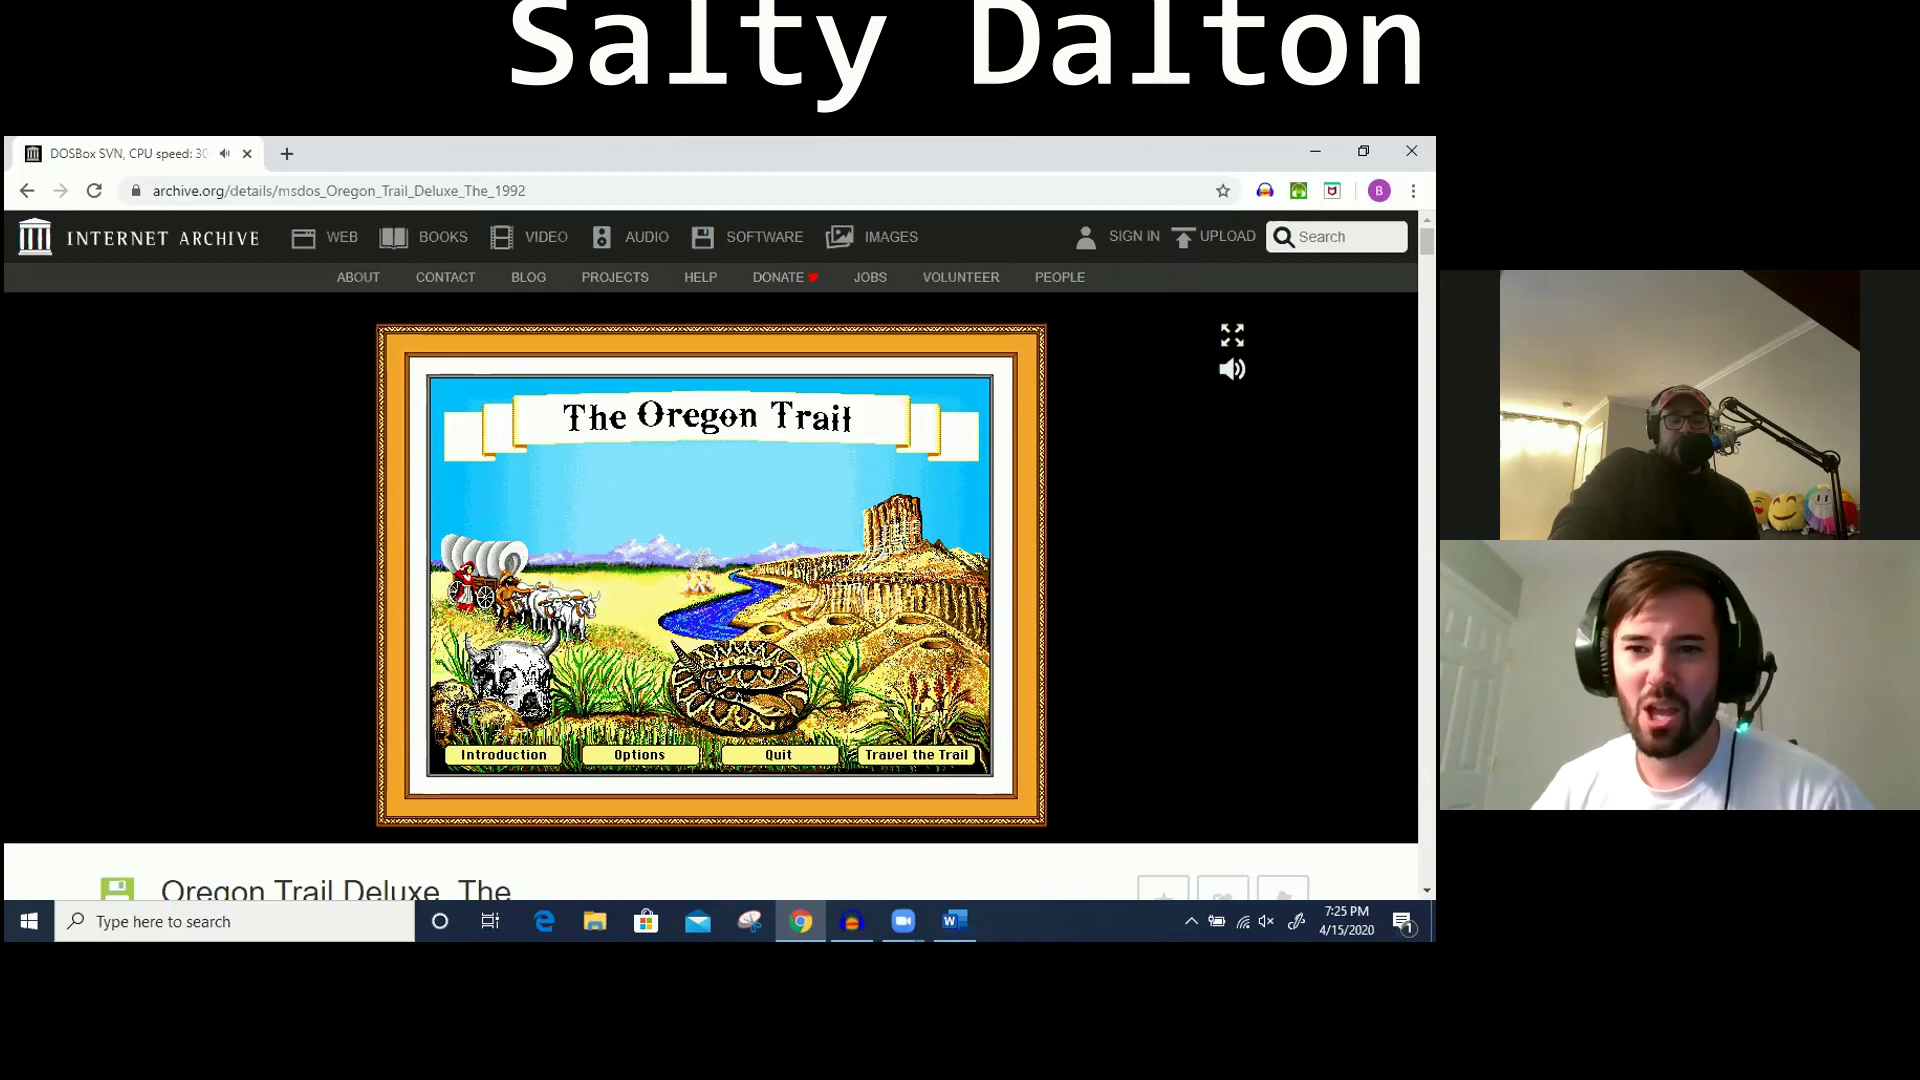 Salty Dalton
DOSBox SVN, CPU speed: 30
archive.org/details/msdos_Oregon_Trail_Deluxe_The_1992
B
INTERNET ARCHIVE
WEB
BOOKS
VIDEO
AUDIO
SOFTWARE
IMAGES
SIGN IN
UPLOAD
Search
ABOUT
CONTACT
BLOG
PROJECTS
HELP
DONATE
JOBS
VOLUNTEER
PEOPLE
The Oregon Trail
Introduction
Options
Quit
Travel the Trail
Oregon Trail Deluxe, The
Type here to search
W
7:25 PM
4/15/2020
1